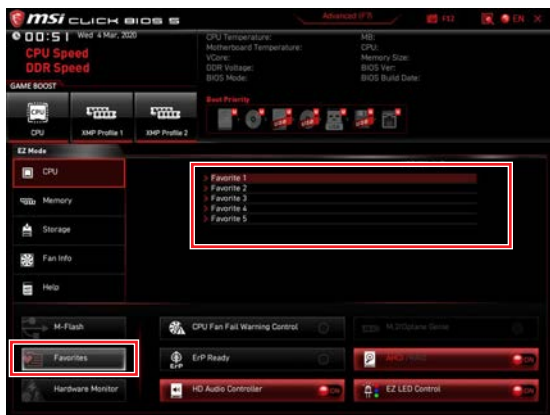 msi CLICK BIOS 5
Advanced (F7)
F12
EN
Wed 4 Mar, 2020
CPU Speed
DDR Speed
CPU Temperature:
Motherboard Temperature:
VCore:
DDR Voltage:
BIOS Mode:
MB:
CPU:
Memory Size:
BIOS Ver:
BIOS Build Date:
GAME BOOST
CPU
XMP Profile 1
XMP Profile 2
Boot Priority
EZ Mode
CPU
Memory
Storage
Fan Info
Help
> Favorite 1
> Favorite 2
> Favorite 3
> Favorite 4
> Favorite 5
M-Flash
Favorites
Hardware Monitor
CPU Fan Fail Warning Control
ErP Ready
ErP
HD Audio Controller
ON
ON
EZ LED Control
ON